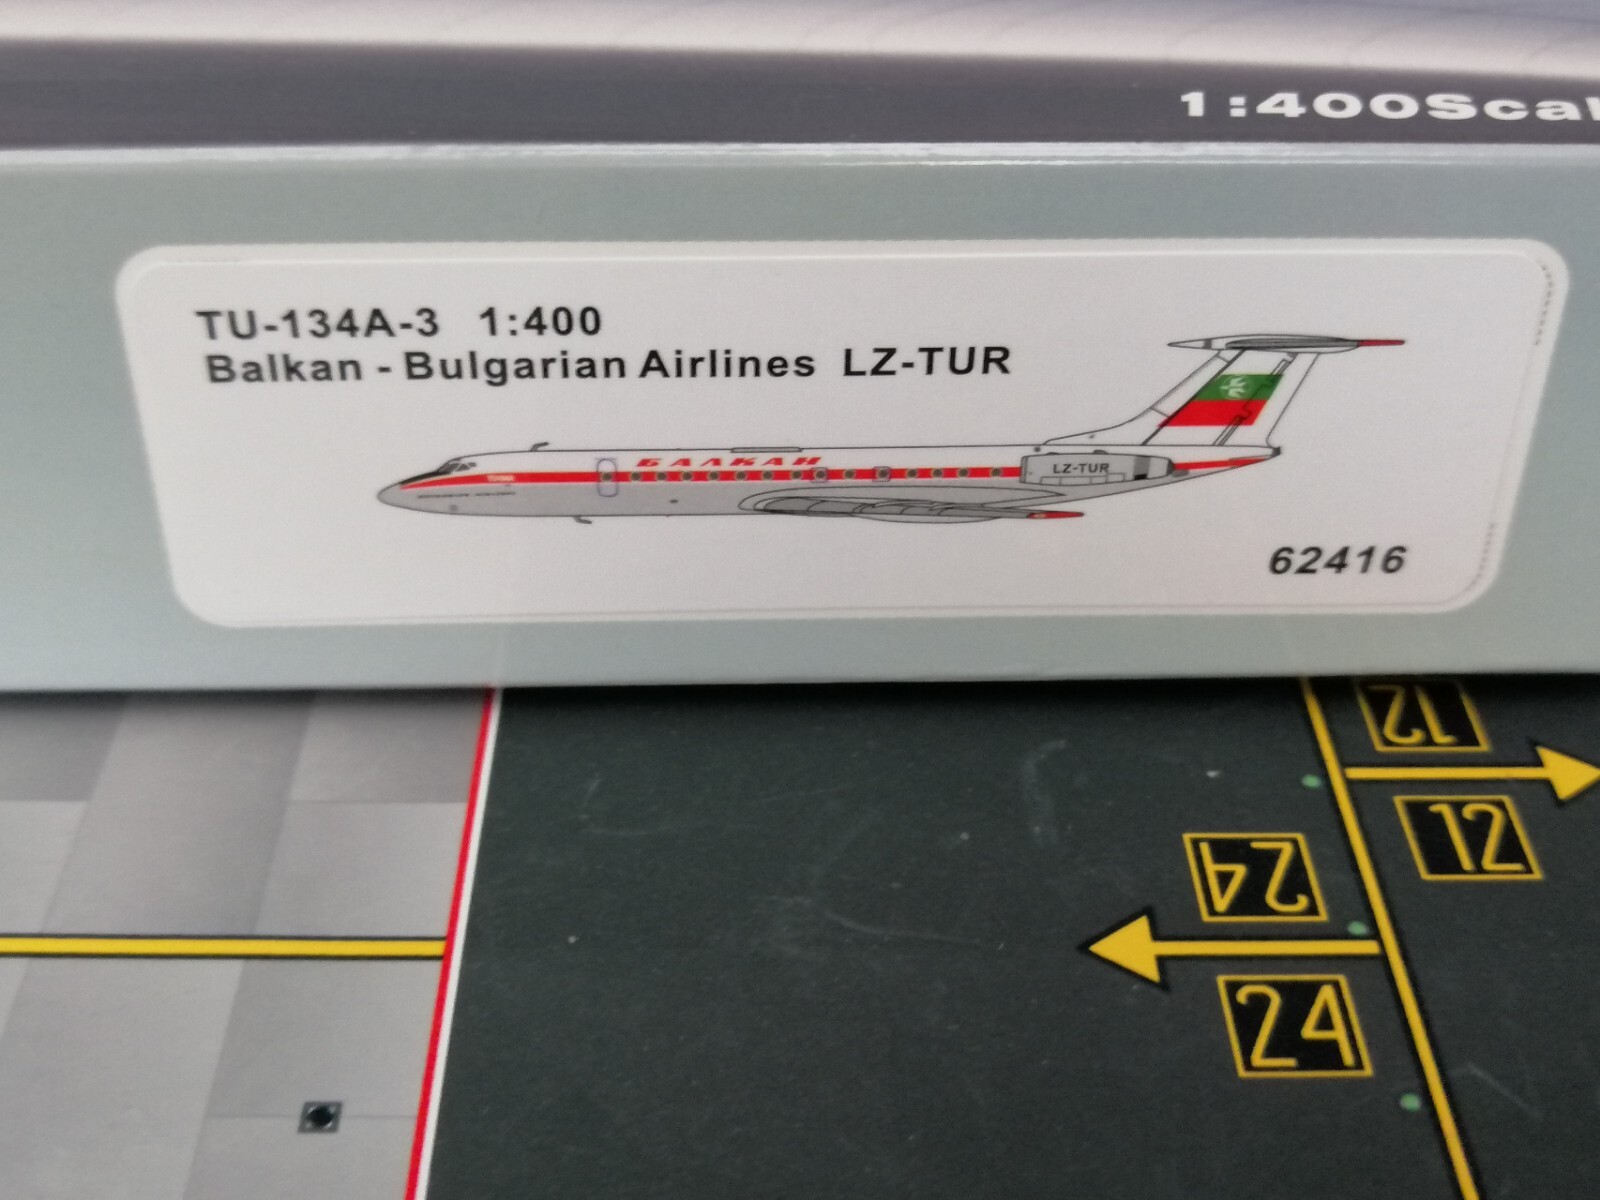 1:400Scal
TU-134A-3 1:400
Balkan - Bulgarian Airlines LZ-TUR
БАЛКАН
LZ-TUR
62416
12
12
24
24